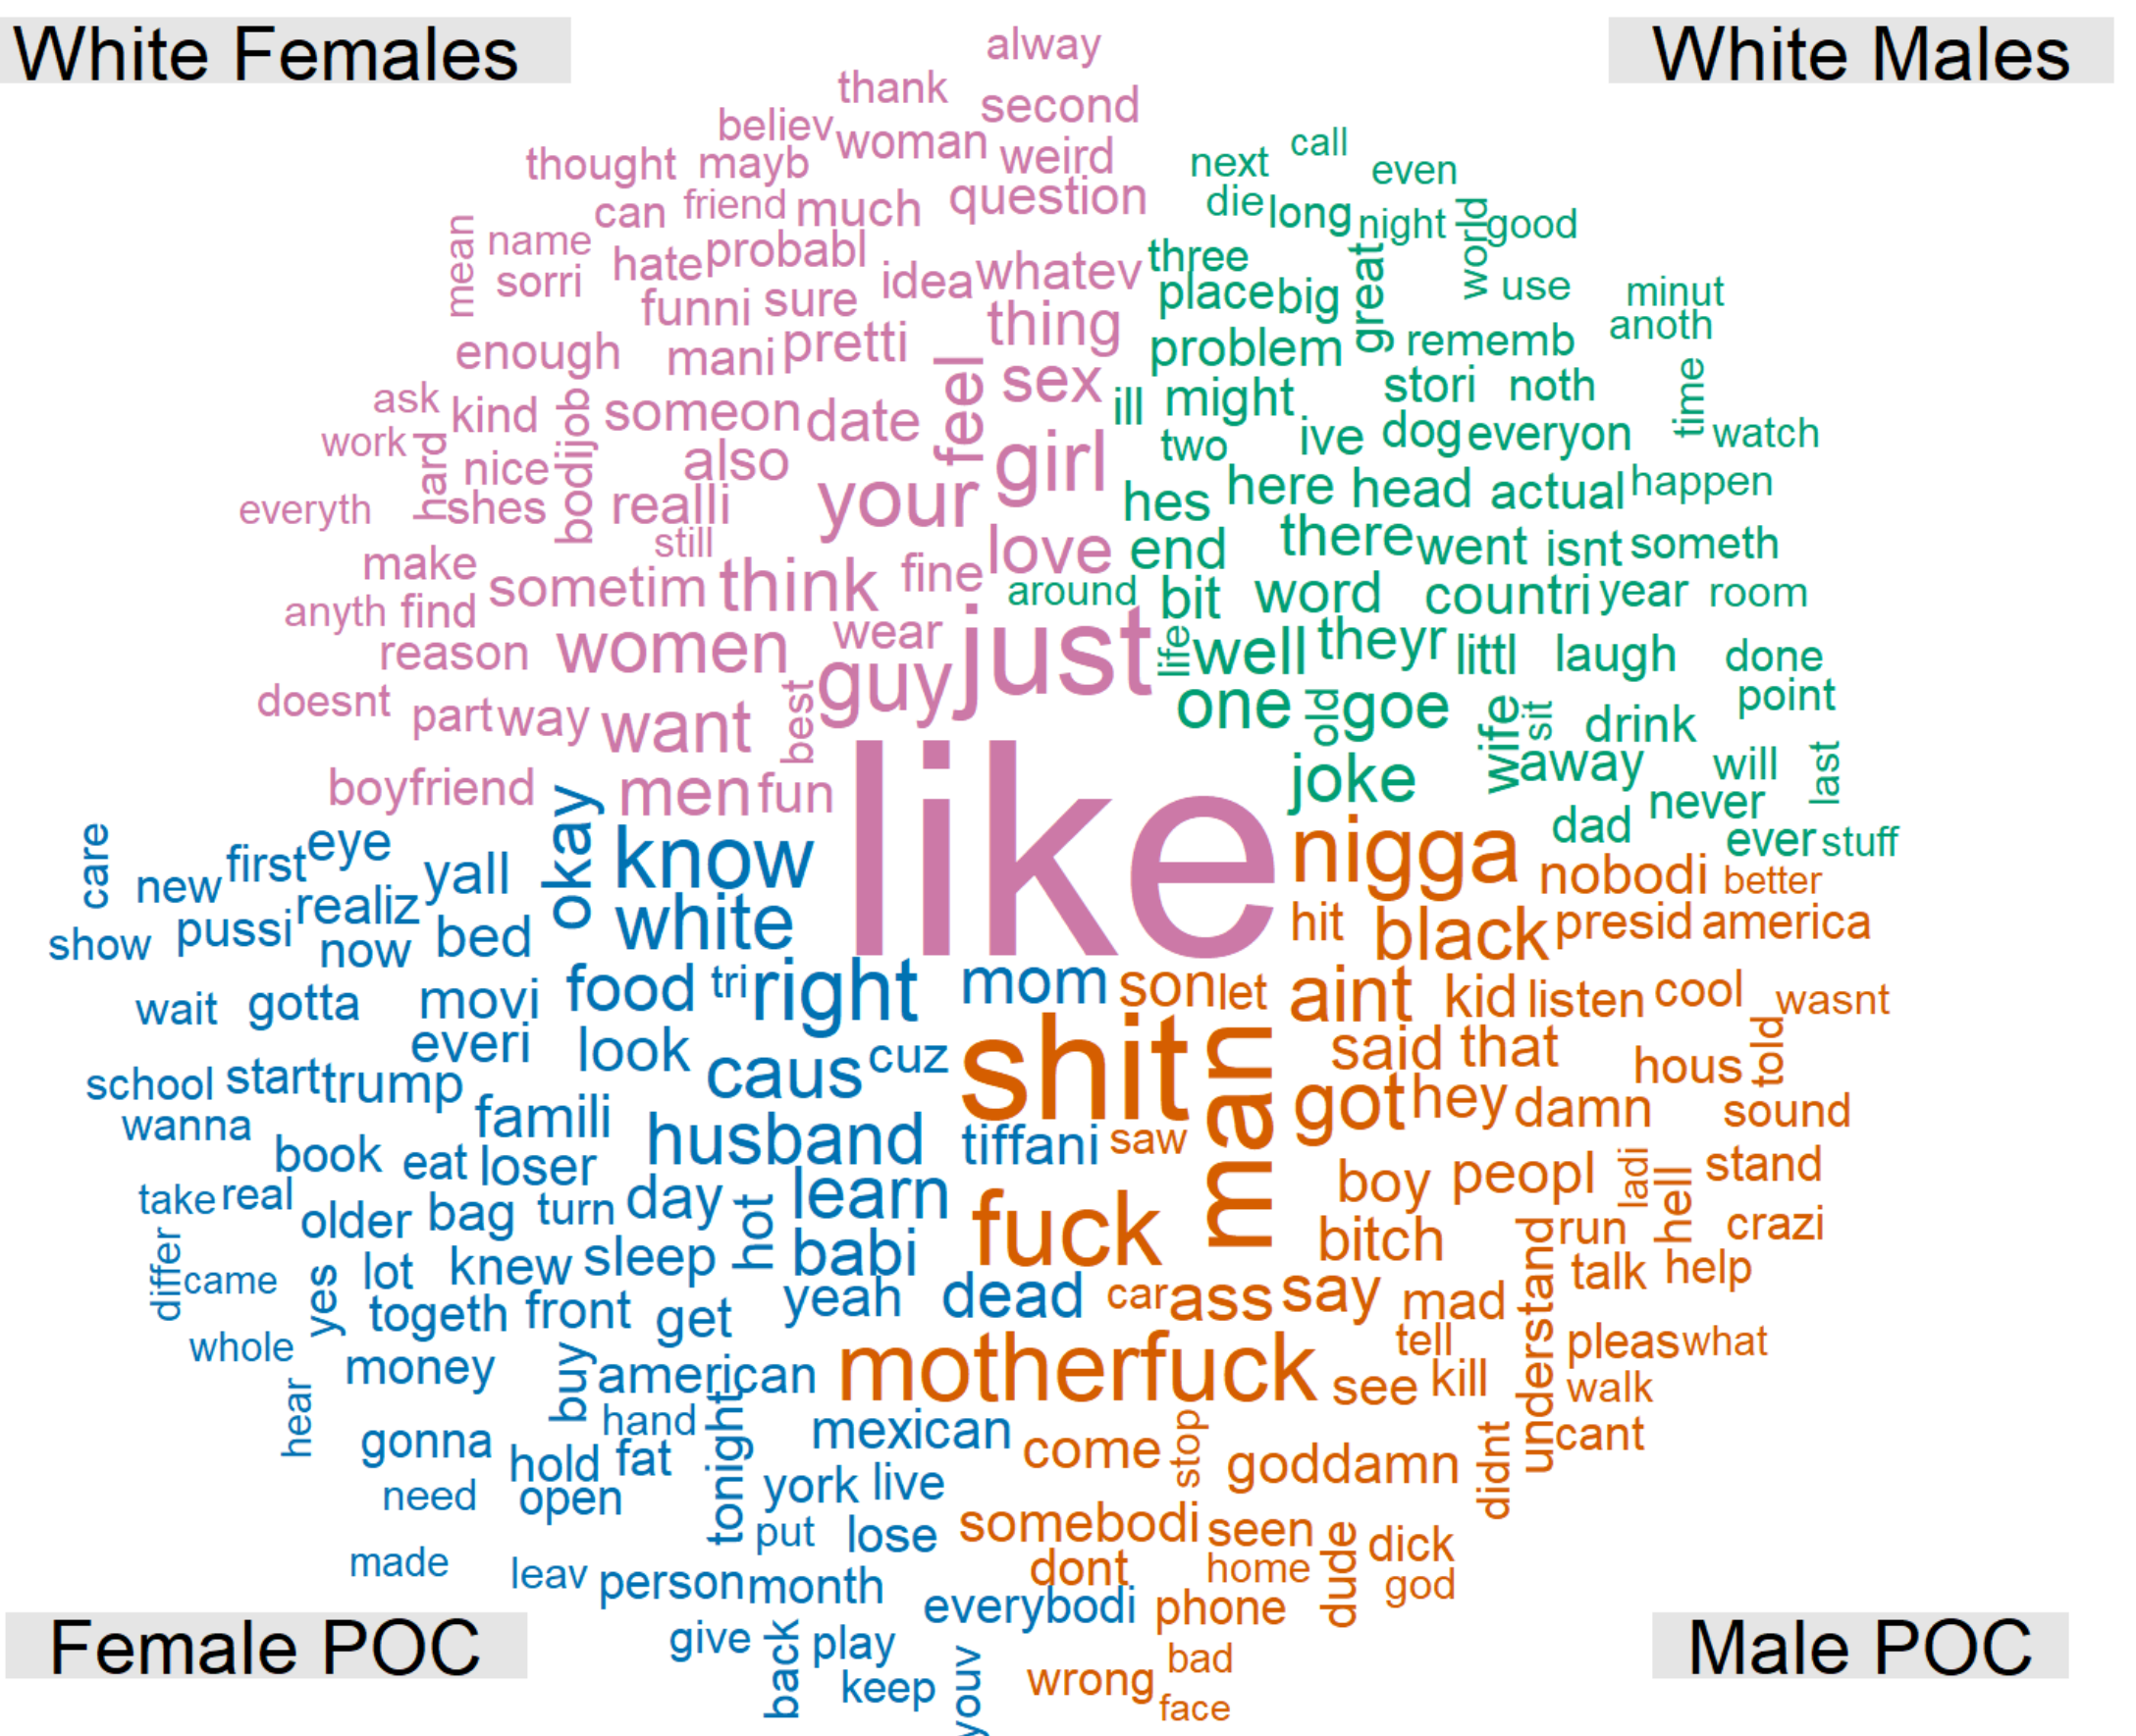 White Females
White Males
alway
thank
second
believ
woman
weird
thought
mayb
can
friend
much
question
mean
name
sorri
hate
probabl
idea
whatev
funni
sure
thing
enough
mani
pretti
feel
sex
ask
kind
bodi
job
someon
date
work
hard
nice
also
your
girl
everyth
shes
realli
still
love
make
sometim
think
fine
anyth
find
reason
women
wear
just
guy
doesnt
part
way
want
best
boyfriend
men
fun
like
call
next
even
die
long
night
world
good
three
place
big
great
use
minut
anoth
problem
rememb
ill
might
stori
noth
time
two
ive
dog
everyon
watch
hes
here
head
actual
happen
end
there
went
isnt
someth
around
bit
word
countri
year
room
life
well
theyr
littl
laugh
done
point
one
old
goe
wife
sit
drink
joke
away
will
last
never
dad
ever
stuff
care
new
first
eye
yall
okay
know
show
pussi
realiz
now
bed
white
wait
gotta
movi
food
tri
right
mom
everi
look
caus
cuz
school
start
trump
famili
husband
tiffani
wanna
book
eat
loser
take
real
older
bag
turn
day
hot
learn
differ
came
yes
lot
knew
sleep
babi
togeth
front
get
yeah
dead
whole
money
buy
american
hear
hand
tonight
mexican
gonna
hold
fat
york
live
need
open
put
lose
made
leav
person
month
everybodi
give
back
play
keep
youv
nigga
nobodi
better
hit
black
presid
america
son
let
aint
kid
listen
cool
wasnt
shit
man
said
that
hous
told
got
hey
damn
sound
saw
boy
peopl
ladi
hell
stand
fuck
bitch
understand
run
crazi
talk
help
car
ass
say
mad
motherfuck
tell
see
kill
pleas
what
walk
cant
come
stop
goddamn
didnt
somebodi
seen
dude
dick
dont
home
god
phone
wrong
bad
face
Female POC
Male POC